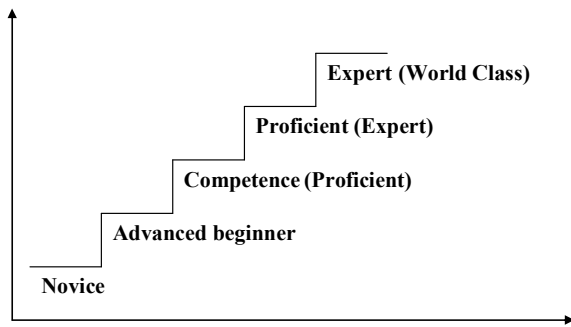 Expert (World Class)
Proficient (Expert)
Competence (Proficient)
Advanced beginner
Novice